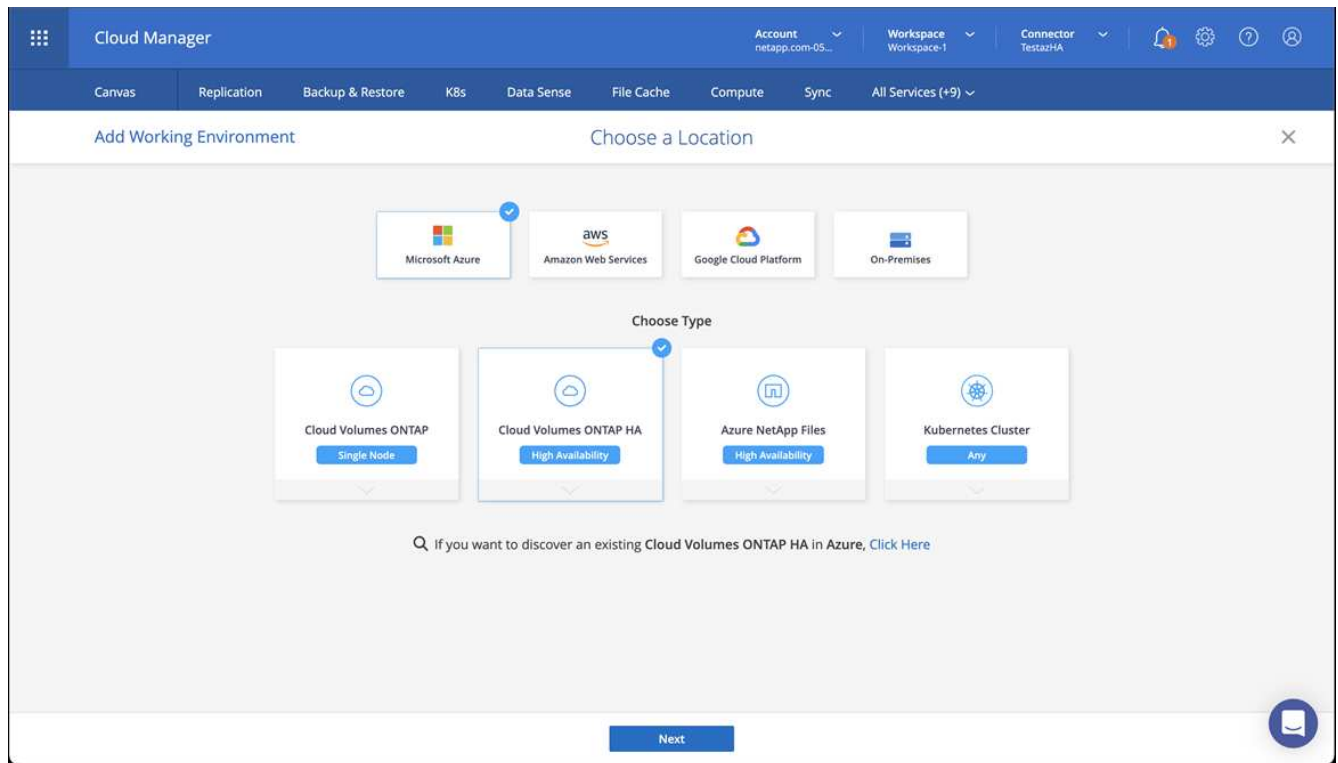 Cloud Manager
Account
netapp.com-05...
Workspace
Workspace-1
Connector
TestazHA
1
Canvas
Replication
Backup & Restore
K8s
Data Sense
File Cache
Compute
Sync
All Services (+9)
Add Working Environment
Choose a Location
Microsoft Azure
aws
Amazon Web Services
Google Cloud Platform
On-Premises
Choose Type
Cloud Volumes ONTAP
Single Node
Cloud Volumes ONTAP HA
High Availability
Azure NetApp Files
High Availability
Kubernetes Cluster
Any
If you want to discover an existing Cloud Volumes ONTAP HA in Azure, Click Here
Next